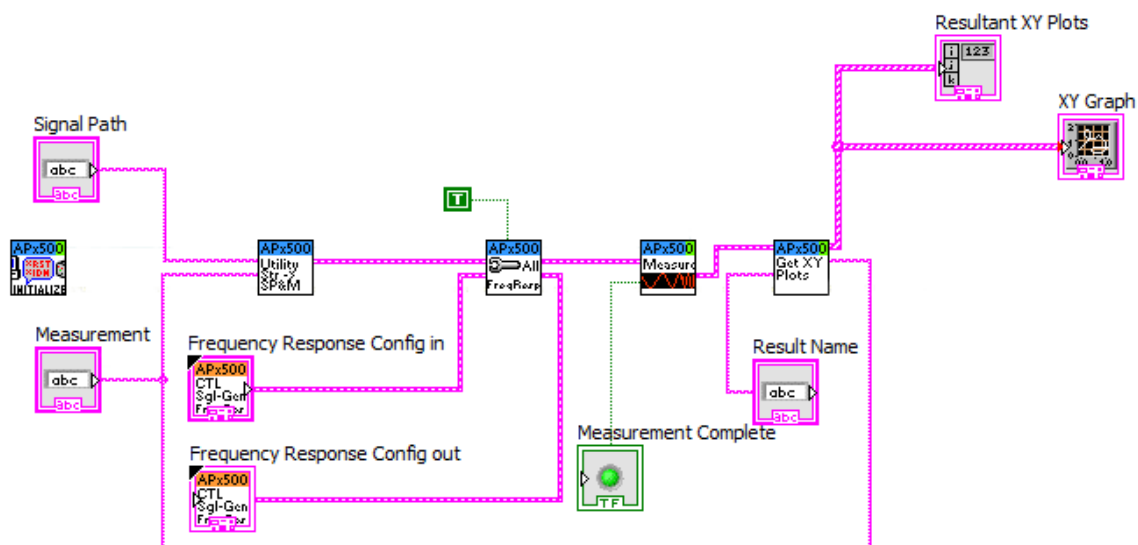 Resultant XY Plots
123
XY Graph
Signal Path
abc
abc
T
APx500
XRST
XIDN
INITIALIZE
APx500
Utility
Str->
SP&M
APx500
All
FreqResp
APx500
Measure
APx500
Get XY
Plots
Measurement
abc
abc
Frequency Response Config in
APx500
CTL
Sgl-Gen
Result Name
abc
abc
Measurement Complete
TF
Frequency Response Config out
APx500
CTL
Sgl-Gen